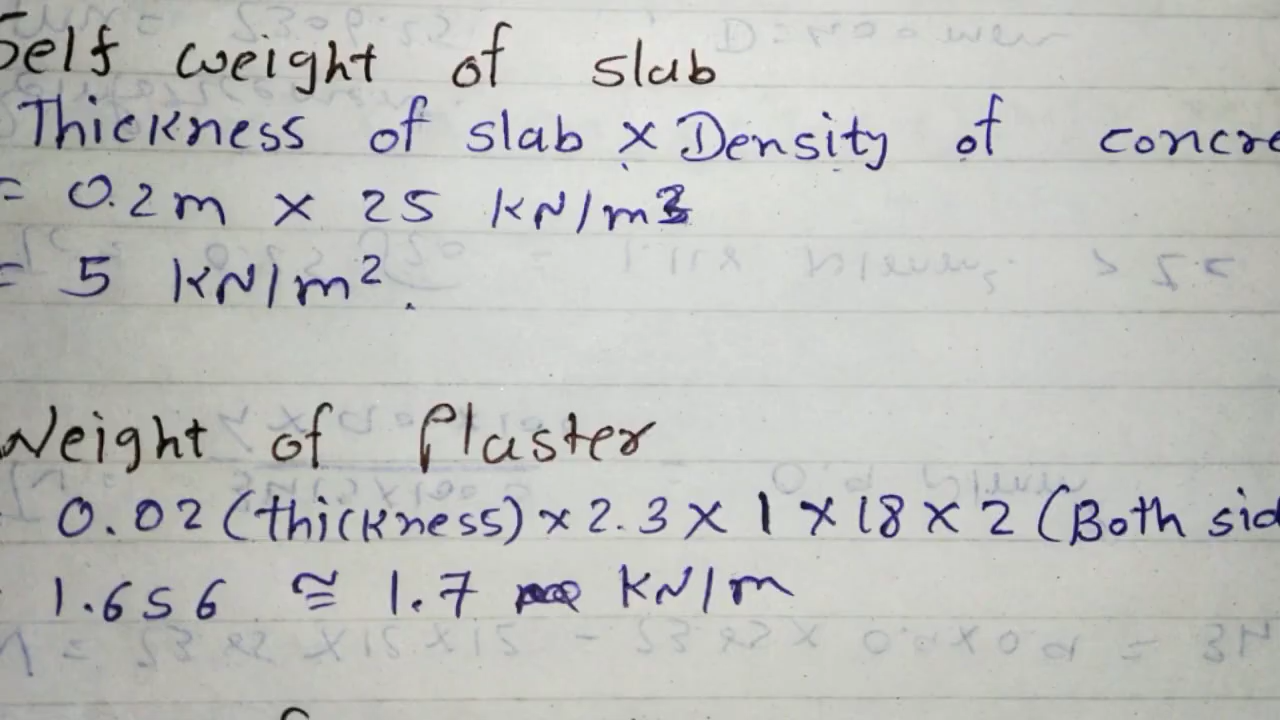 Self weight of slab
Thickness of slab × Density of concre
= 0.2m × 25 kN/m3
= 5 kN/m².
Weight of Plaster
0.02 (thickness) × 2.3 × 1 × 18 × 2 (Both sid
1.656 ≅ 1.7 kN/m